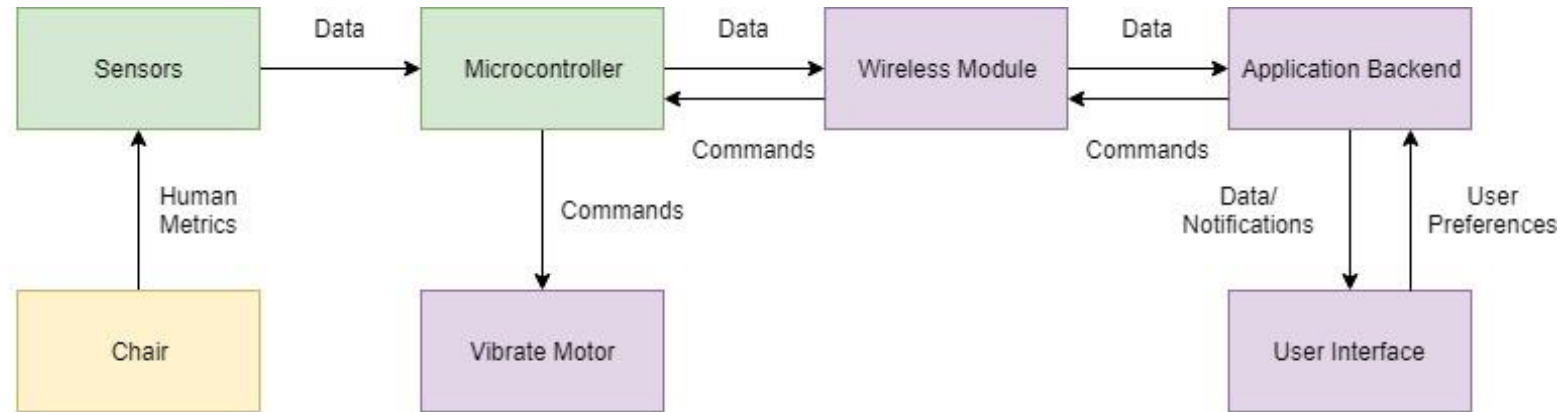 Data
Data
Data
Sensors
Microcontroller
Wireless Module
Application Backend
Commands
Commands
Human
Metrics
Commands
Data/
Notifications
User
Preferences
Chair
Vibrate Motor
User Interface